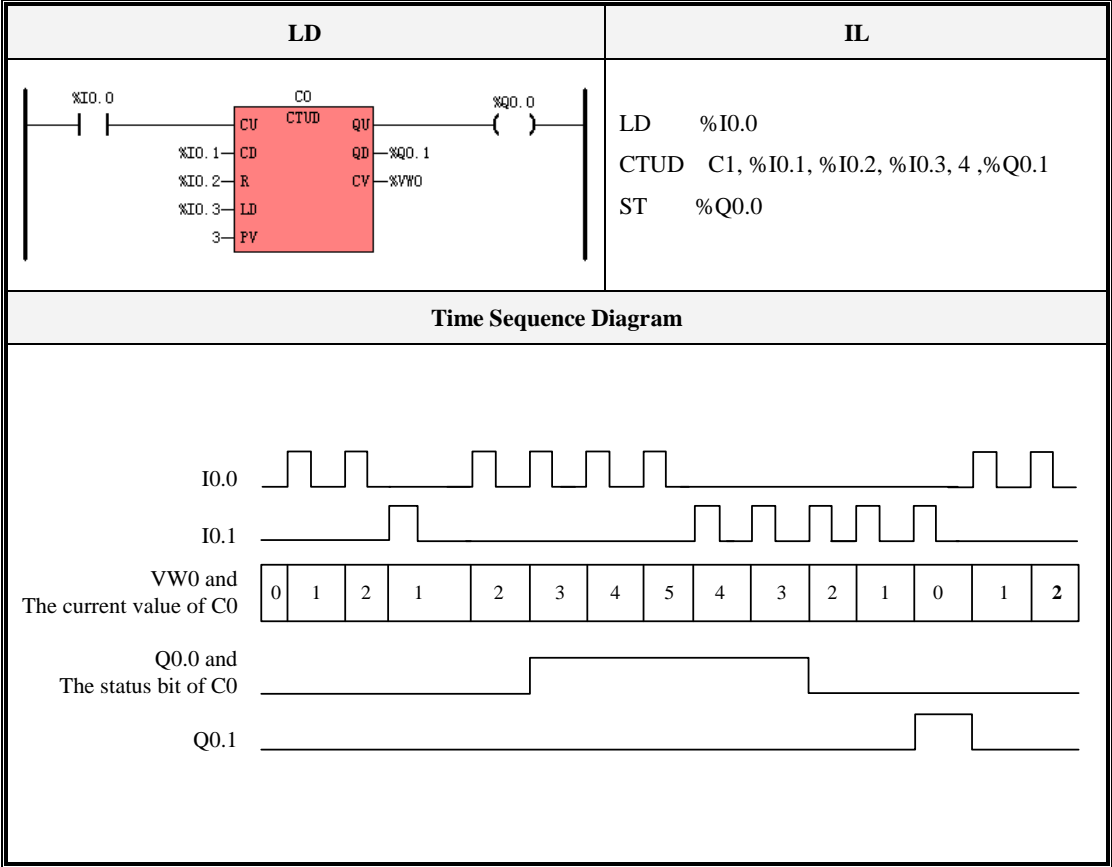 LD
IL
%I0.0
C0
%Q0.0
CTUD
CU
QU
%I0.1
CD
QD
%Q0.1
%I0.2
R
CV
%VW0
%I0.3
LD
3
PV
LD %I0.0
CTUD C1, %I0.1, %I0.2, %I0.3, 4 ,%Q0.1
ST %Q0.0
Time Sequence Diagram
I0.0
I0.1
VW0 and
The current value of C0
0 1 2 1 2 3 4 5 4 3 2 1 0 1 2
Q0.0 and
The status bit of C0
Q0.1